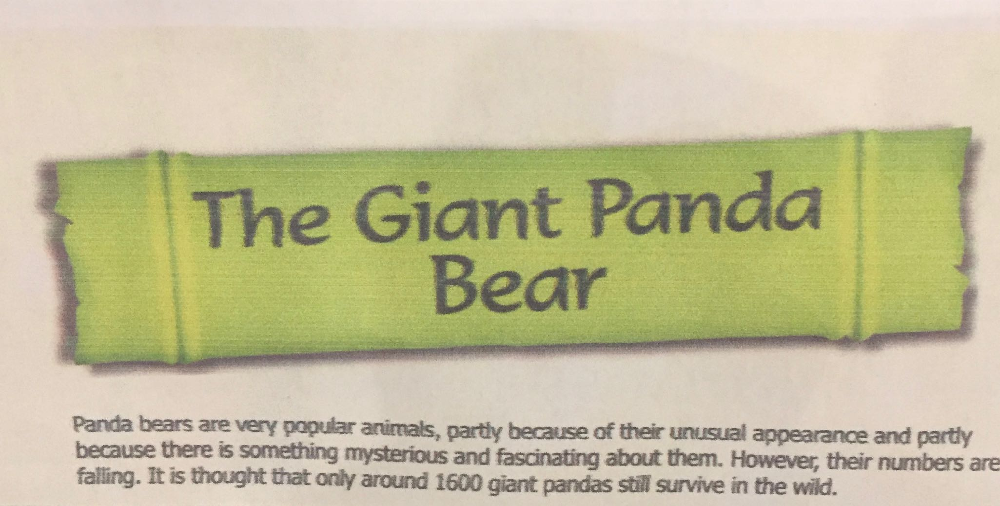 The Giant Panda
Bear
Panda bears are very popular animals, partly because of their unusual appearance and partly
because there is something mysterious and fascinating about them. However, their numbers are
falling. It is thought that only around 1600 giant pandas still survive in the wild.